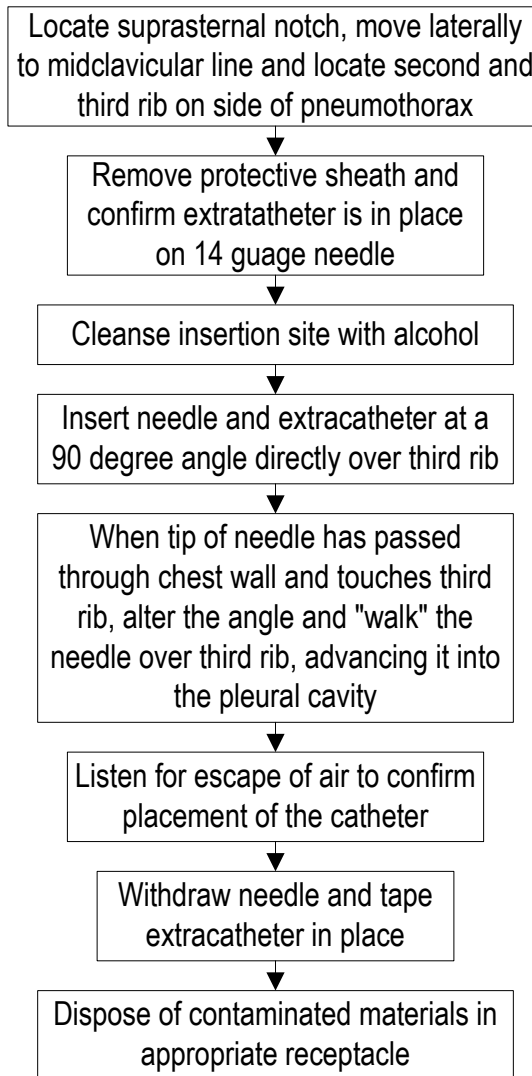 Locate suprasternal notch, move laterally
to midclavicular line and locate second and
third rib on side of pneumothorax
Remove protective sheath and
confirm extratatheter is in place
on 14 guage needle
Cleanse insertion site with alcohol
Insert needle and extracatheter at a
90 degree angle directly over third rib
When tip of needle has passed
through chest wall and touches third
rib, alter the angle and "walk" the
needle over third rib, advancing it into
the pleural cavity
Listen for escape of air to confirm
placement of the catheter
Withdraw needle and tape
extracatheter in place
Dispose of contaminated materials in
appropriate receptacle